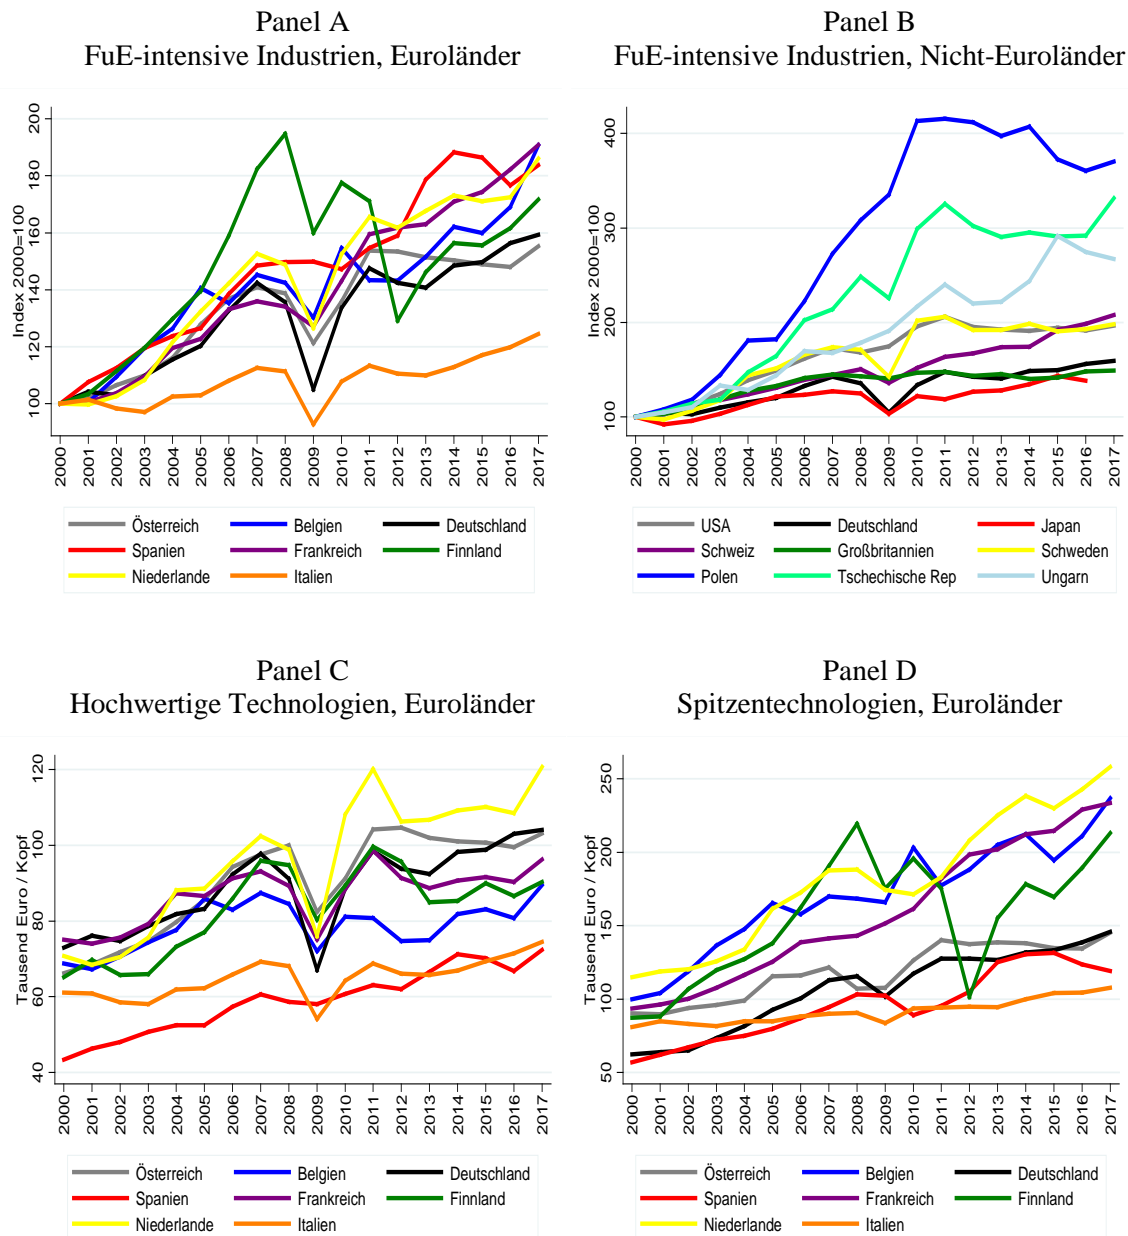 Panel A
FuE-intensive Industrien, Euroländer
Index 2000=100
200
180
160
140
120
100
2000 2001 2002 2003 2004 2005 2006 2007 2008 2009 2010 2011 2012 2013 2014 2015 2016 2017
Österreich Belgien Deutschland
Spanien Frankreich Finnland
Niederlande Italien
Panel B
FuE-intensive Industrien, Nicht-Euroländer
Index 2000=100
400
300
200
100
2000 2001 2002 2003 2004 2005 2006 2007 2008 2009 2010 2011 2012 2013 2014 2015 2016 2017
USA Deutschland Japan
Schweiz Großbritannien Schweden
Polen Tschechische Rep Ungarn
Panel C
Hochwertige Technologien, Euroländer
Tausend Euro / Kopf
120
100
80
60
40
2000 2001 2002 2003 2004 2005 2006 2007 2008 2009 2010 2011 2012 2013 2014 2015 2016 2017
Österreich Belgien Deutschland
Spanien Frankreich Finnland
Niederlande Italien
Panel D
Spitzentechnologien, Euroländer
Tausend Euro / Kopf
250
200
150
100
50
2000 2001 2002 2003 2004 2005 2006 2007 2008 2009 2010 2011 2012 2013 2014 2015 2016 2017
Österreich Belgien Deutschland
Spanien Frankreich Finnland
Niederlande Italien